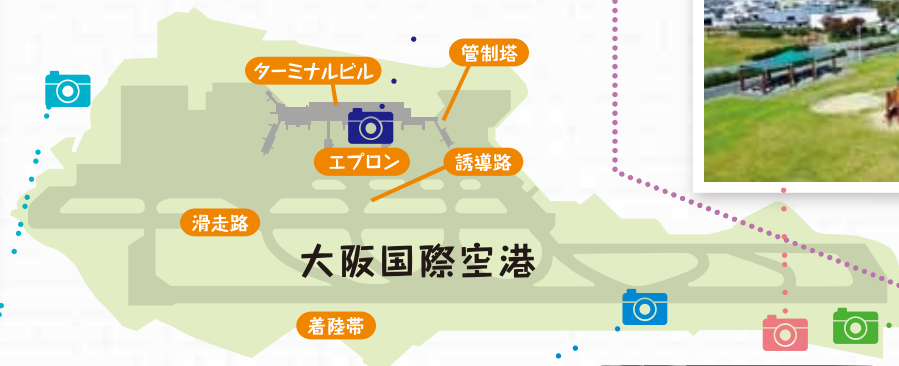 管制塔
ターミナルビル
エプロン
誘導路
滑走路
大阪国際空港
着陸帯